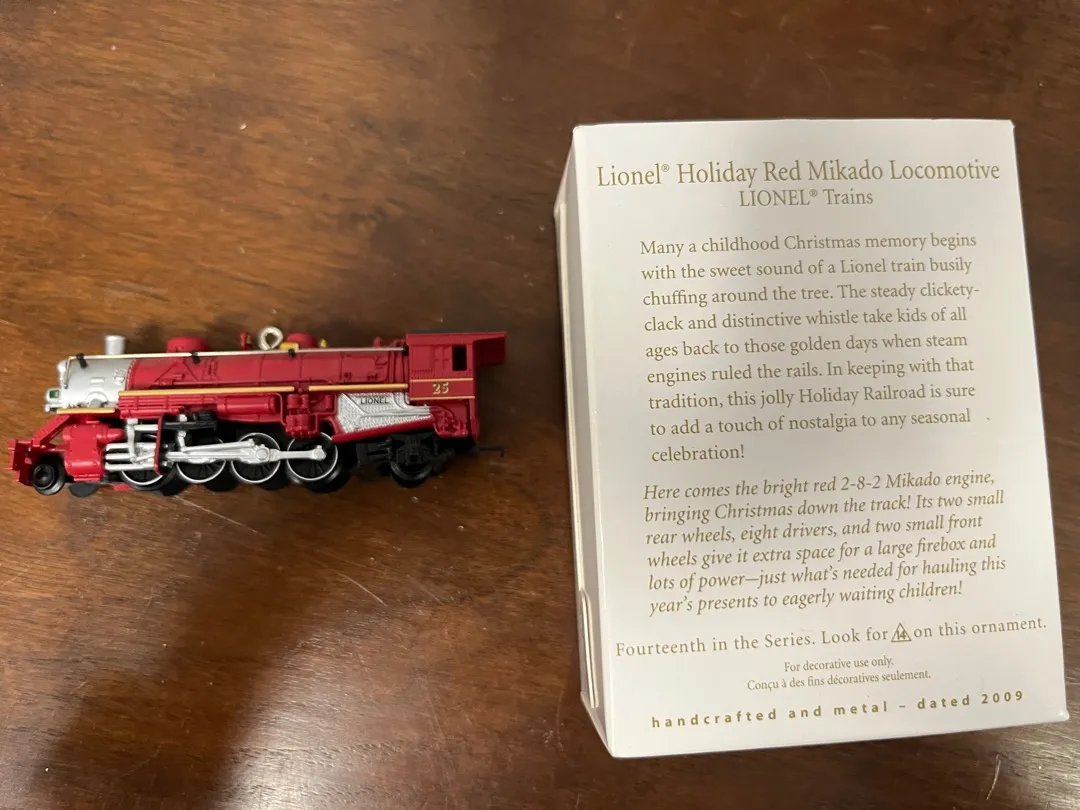 25
LIONEL
Lionel® Holiday Red Mikado Locomotive
LIONEL® Trains
Many a childhood Christmas memory begins
with the sweet sound of a Lionel train busily
chuffing around the tree. The steady clickety-
clack and distinctive whistle take kids of all
ages back to those golden days when steam
engines ruled the rails. In keeping with that
tradition, this jolly Holiday Railroad is sure
to add a touch of nostalgia to any seasonal
celebration!
Here comes the bright red 2-8-2 Mikado engine,
bringing Christmas down the track! Its two small
rear wheels, eight drivers, and two small front
wheels give it extra space for a large firebox and
lots of power—just what's needed for hauling this
year's presents to eagerly waiting children!
Fourteenth in the Series. Look for 14 on this ornament.
For decorative use only.
Conçu à des fins décoratives seulement.
handcrafted and metal – dated 2009